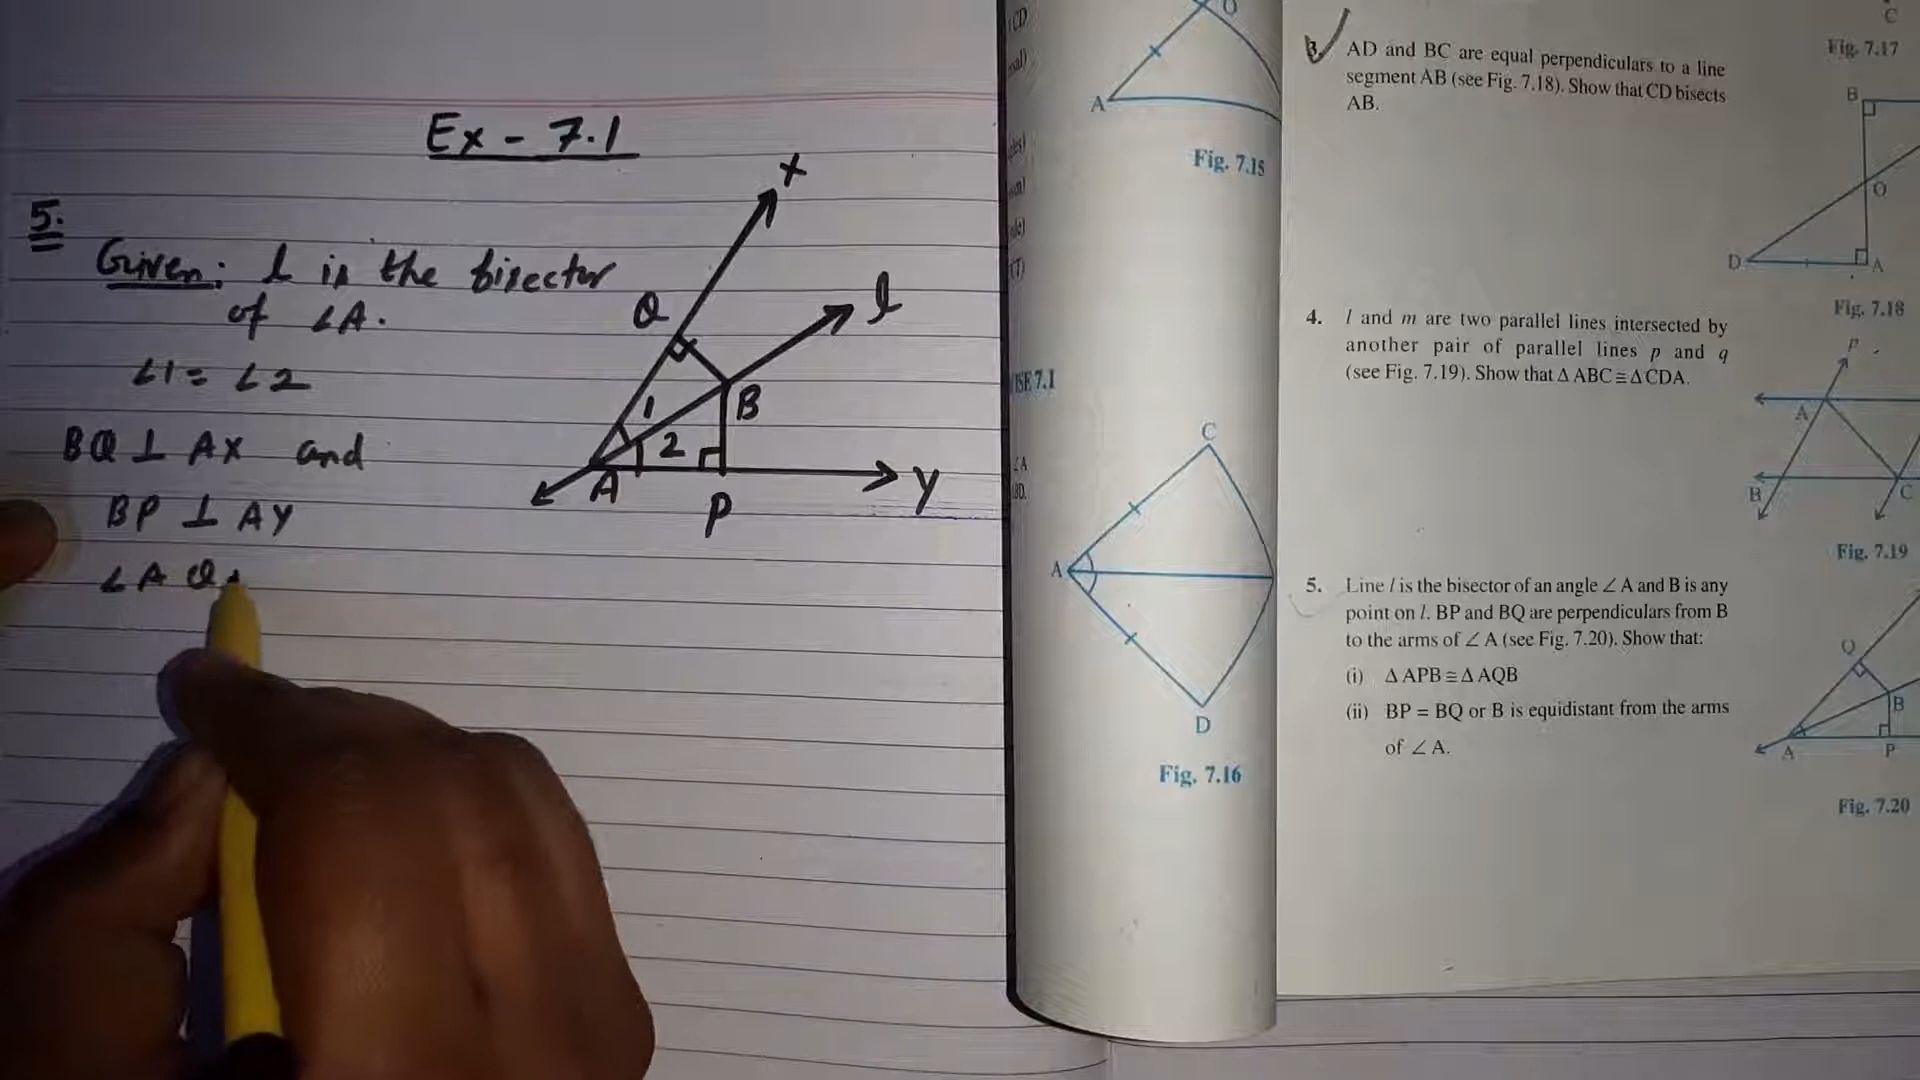 Ex - 7.1
5.
Given: l is the bisector
of ∠A.
∠1 = ∠2
BQ ⊥ AX and
BP ⊥ AY
∠A Q
X
l
Q
1
B
2
A
P
Y
CD
O
A
Fig. 7.15
ISE 7.1
∠A
C
A
D
Fig. 7.16
C
Fig. 7.17
3. AD and BC are equal perpendiculars to a line
segment AB (see Fig. 7.18). Show that CD bisects
AB.
B
O
D
A
Fig. 7.18
4. l and m are two parallel lines intersected by
another pair of parallel lines p and q
(see Fig. 7.19). Show that Δ ABC ≅ Δ CDA.
P
A
B
C
Fig. 7.19
5. Line l is the bisector of an angle ∠ A and B is any
point on l. BP and BQ are perpendiculars from B
to the arms of ∠ A (see Fig. 7.20). Show that:
(i) Δ APB ≅ Δ AQB
(ii) BP = BQ or B is equidistant from the arms
of ∠ A.
Q
B
A
P
Fig. 7.20